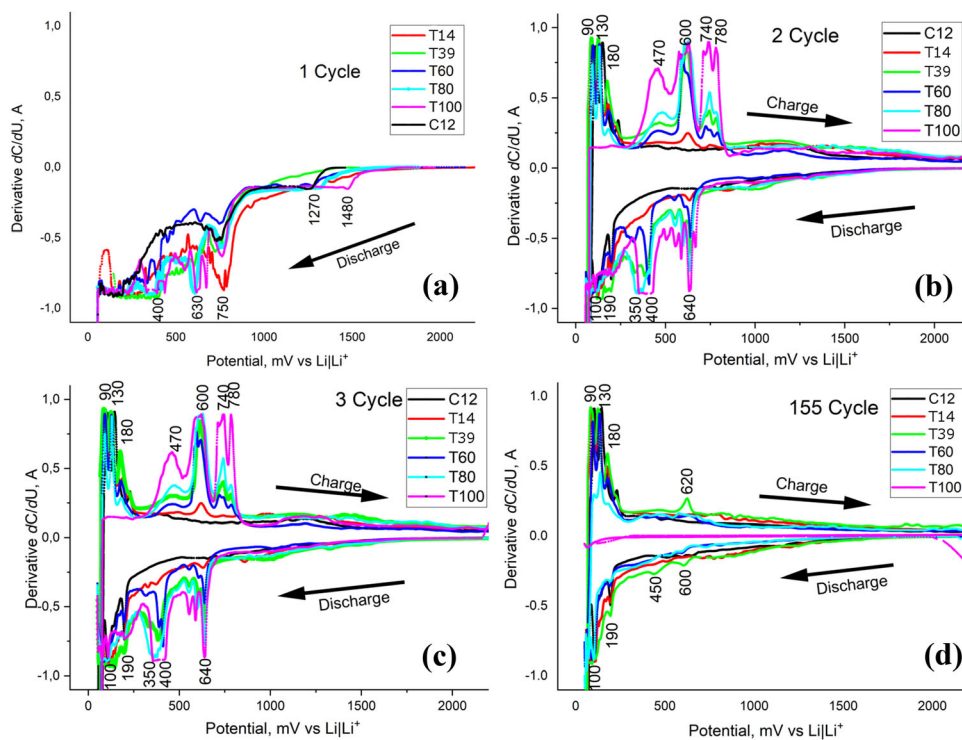 1,0
0,5
0,0
-0,5
-1,0
0
500
1000
1500
2000
Derivative dC/dU, A
Potential, mV vs Li|Li⁺
1 Cycle
T14
T39
T60
T80
T100
C12
400
630
750
1270
1480
Discharge
(a)
1,0
0,5
0,0
-0,5
-1,0
0
500
1000
1500
2000
Derivative dC/dU, A
Potential, mV vs Li|Li⁺
2 Cycle
C12
T14
T39
T60
T80
T100
90
130
180
470
600
740
780
Charge
Discharge
100
190
350
400
640
(b)
1,0
0,5
0,0
-0,5
-1,0
0
500
1000
1500
2000
Derivative dC/dU, A
Potential, mV vs Li|Li⁺
3 Cycle
C12
T14
T39
T60
T80
T100
90
130
180
470
600
740
780
Charge
Discharge
100
190
350
400
640
(c)
1,0
0,5
0,0
-0,5
-1,0
0
500
1000
1500
2000
Derivative dC/dU, A
Potential, mV vs Li|Li⁺
155 Cycle
C12
T14
T39
T60
T80
T100
90
130
180
620
Charge
Discharge
100
190
450
600
(d)